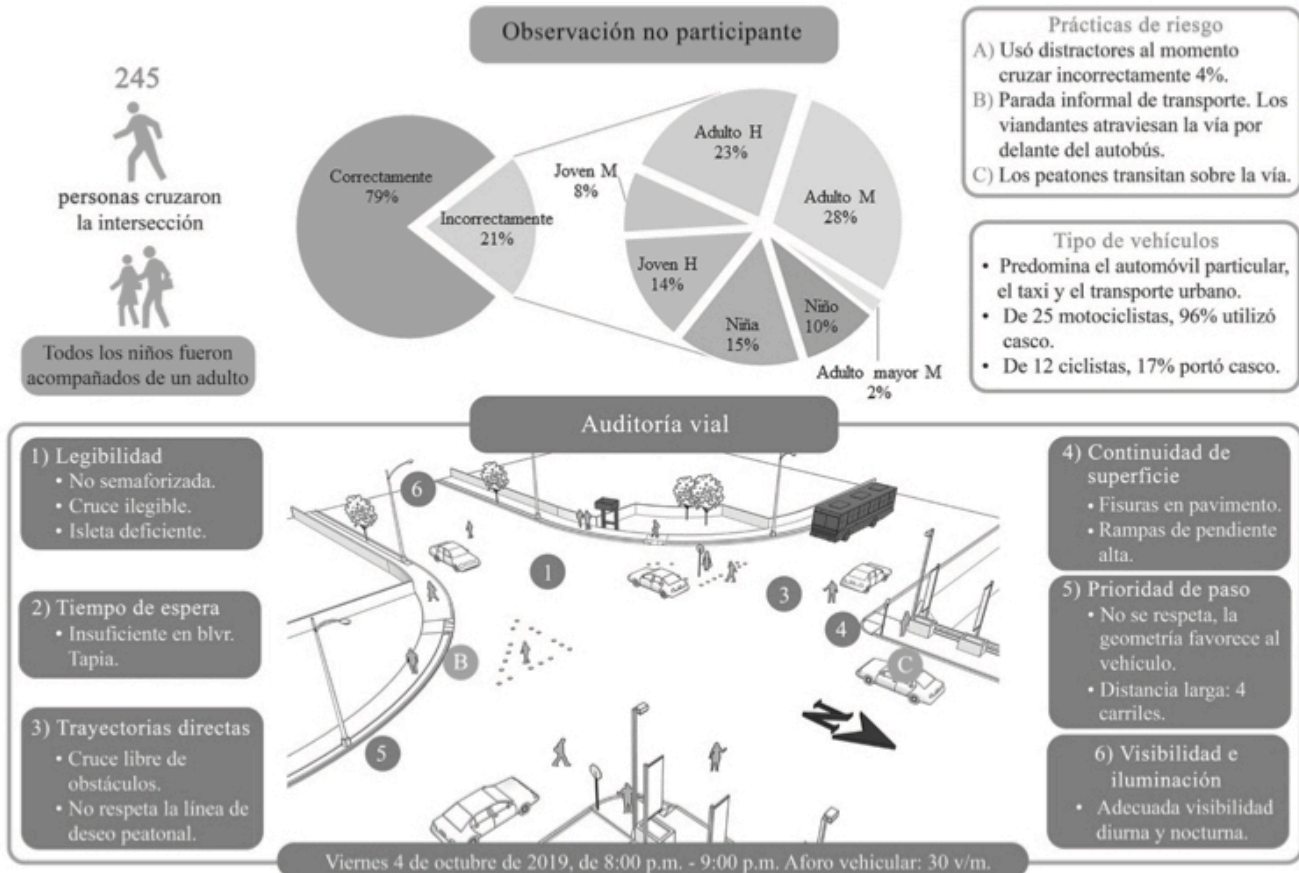 Observación no participante
245
personas cruzaron
la intersección
Todos los niños fueron
acompañados de un adulto
Correctamente
79%
Incorrectamente
21%
Adulto H
23%
Joven M
8%
Adulto M
28%
Joven H
14%
Niña
15%
Niño
10%
Adulto mayor M
2%
Prácticas de riesgo
A) Usó distractores al momento
cruzar incorrectamente 4%.
B) Parada informal de transporte. Los
viandantes atraviesan la vía por
delante del autobús.
C) Los peatones transitan sobre la vía.
Tipo de vehículos
• Predomina el automóvil particular,
el taxi y el transporte urbano.
• De 25 motociclistas, 96% utilizó
casco.
• De 12 ciclistas, 17% portó casco.
Auditoría vial
1) Legibilidad
• No semaforizada.
• Cruce ilegible.
• Isleta deficiente.
2) Tiempo de espera
• Insuficiente en blvr.
Tapia.
3) Trayectorias directas
• Cruce libre de
obstáculos.
• No respeta la línea de
deseo peatonal.
6
1
3
4
B
C
5
N
4) Continuidad de
superficie
• Fisuras en pavimento.
• Rampas de pendiente
alta.
5) Prioridad de paso
• No se respeta, la
geometría favorece al
vehículo.
• Distancia larga: 4
carriles.
6) Visibilidad e
iluminación
• Adecuada visibilidad
diurna y nocturna.
Viernes 4 de octubre de 2019, de 8:00 p.m. - 9:00 p.m. Aforo vehicular: 30 v/m.